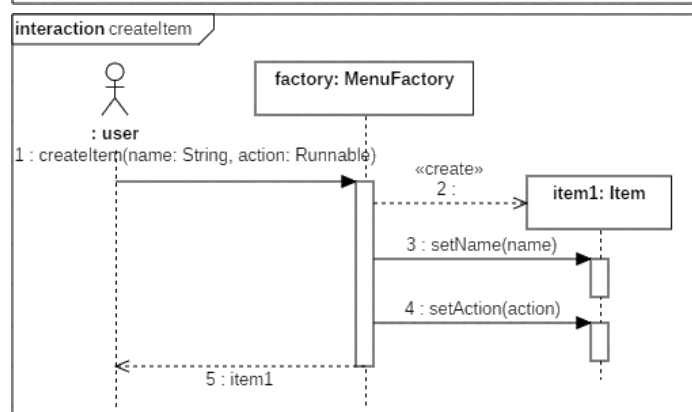 interaction createItem
factory: MenuFactory
: user
1 : createItem(name: String, action: Runnable)
«create»
2 :
item1: Item
3 : setName(name)
4 : setAction(action)
5 : item1